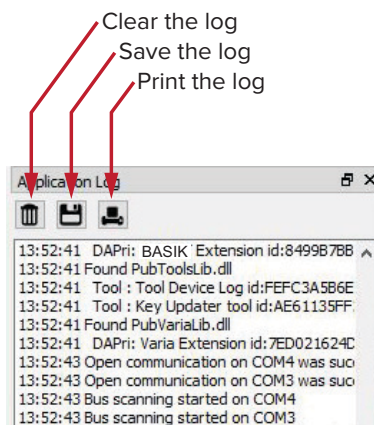 Clear the log
Save the log
Print the log
Application Log
13:52:41 DAPri: BASIK Extension id:8499B7BB
13:52:41 Found PubToolsLib.dll
13:52:41 Tool : Tool Device Log id:FEFC3A5B6E
13:52:41 Tool : Key Updater tool id:AE61135FF
13:52:41 Found PubVariaLib.dll
13:52:41 DAPri: Varia Extension id:7ED021624D
13:52:43 Open communication on COM4 was suc
13:52:43 Open communication on COM3 was suc
13:52:43 Bus scanning started on COM4
13:52:43 Bus scanning started on COM3